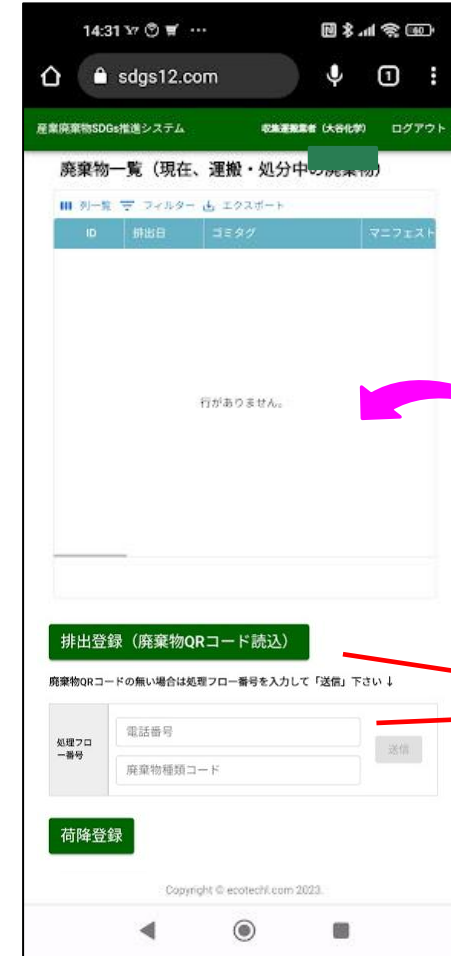 14:31
sdgs12.com
1
産業廃棄物SDGs推進システム 収集運搬業者（大谷化学） ログアウト
廃棄物一覧（現在、運搬・処分中の廃棄物）
列一覧 フィルター エクスポート
ID 排出日 ゴミタグ マニフェスト
行がありません。
排出登録（廃棄物QRコード読込）
廃棄物QRコードの無い場合は処理フロー番号を入力して「送信」下さい↓
処理フロ
ー番号
電話番号
送信
廃棄物種類コード
荷降登録
Copyright © ecotechl.com 2023.